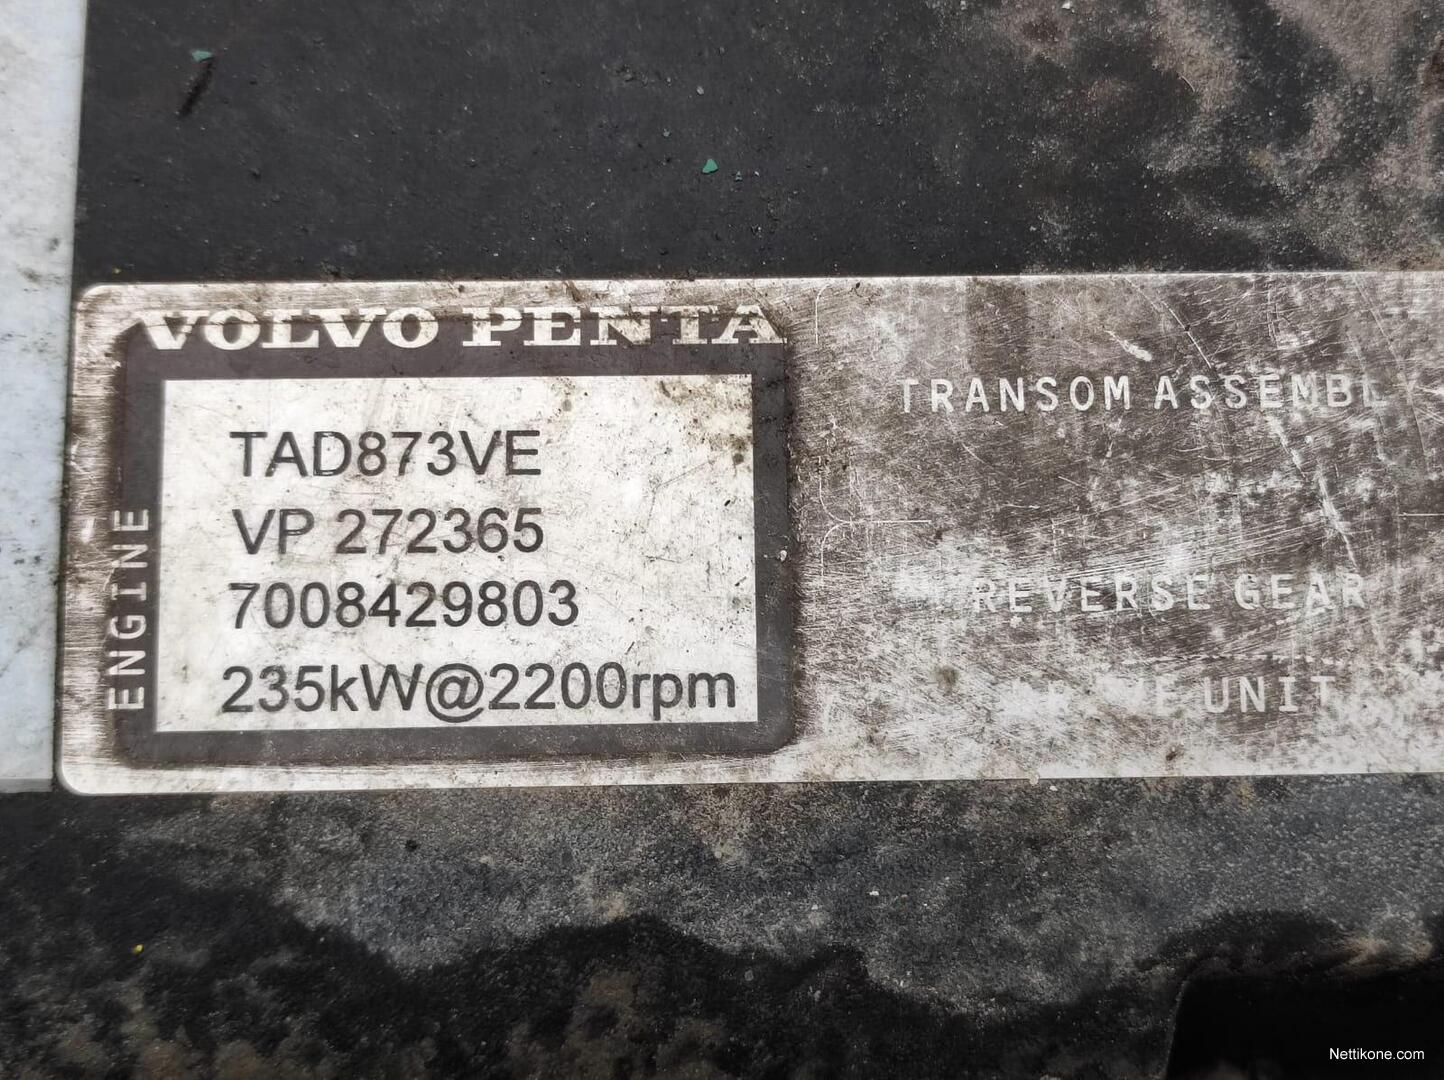 VOLVO PENTA
ENGINE
TAD873VE
VP 272365
7008429803
235kW@2200rpm
TRANSOM ASSEMBL
REVERSE GEAR
UNIT
Nettikone.com